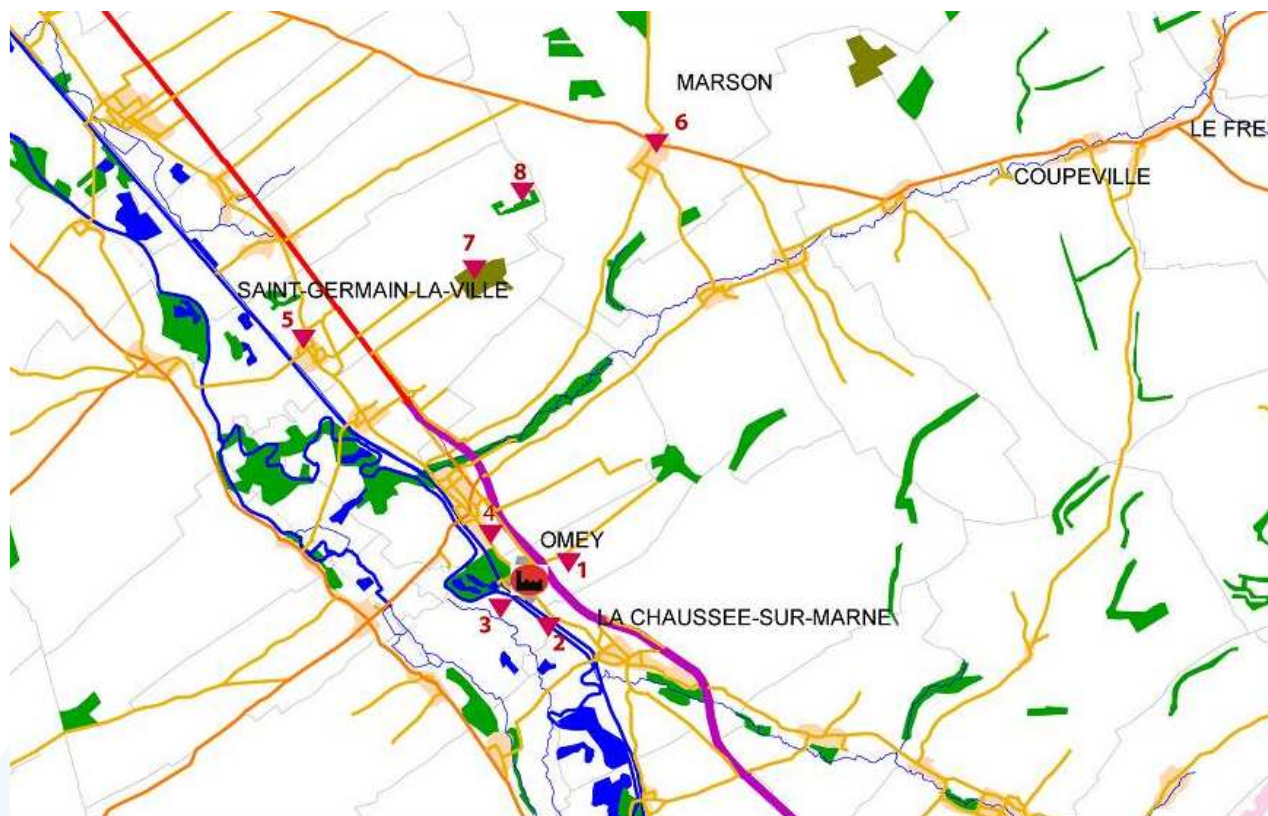 MARSON
6
LE FRE
8
COUPEVILLE
7
SAINT-GERMAIN-LA-VILLE
5
4
OMEY
1
3
2
LA CHAUSSEE-SUR-MARNE